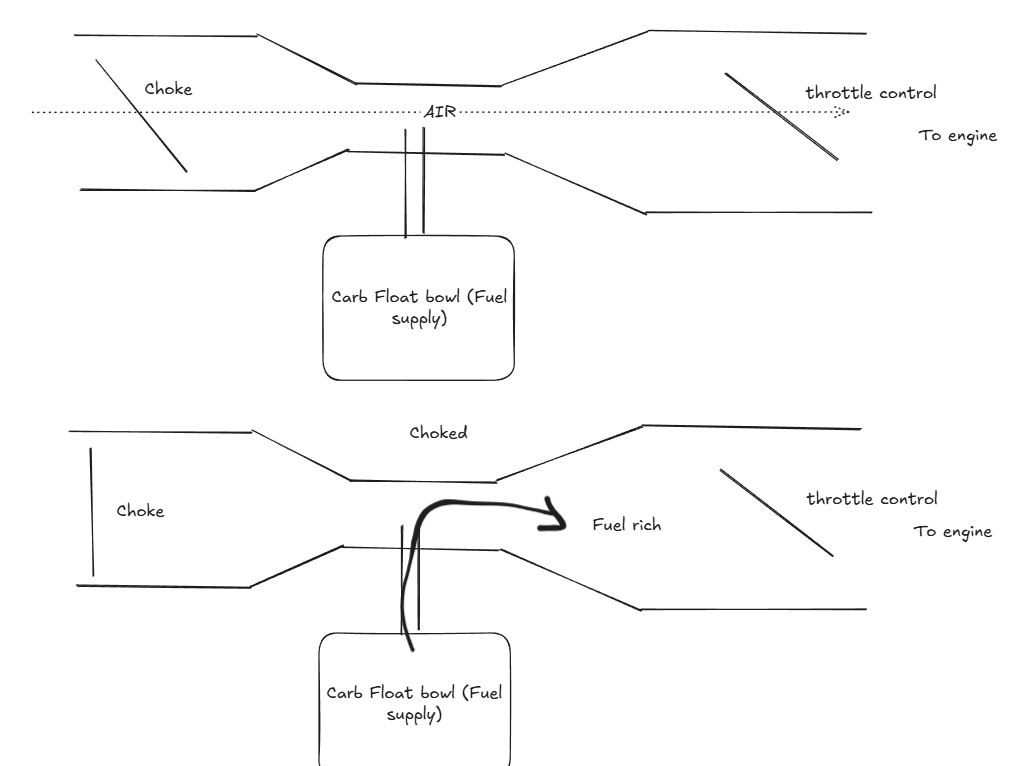 Choke
AIR
throttle control
To engine
Carb Float bowl (Fuel
supply)
Choked
Choke
Fuel rich
throttle control
To engine
Carb Float bowl (Fuel
supply)